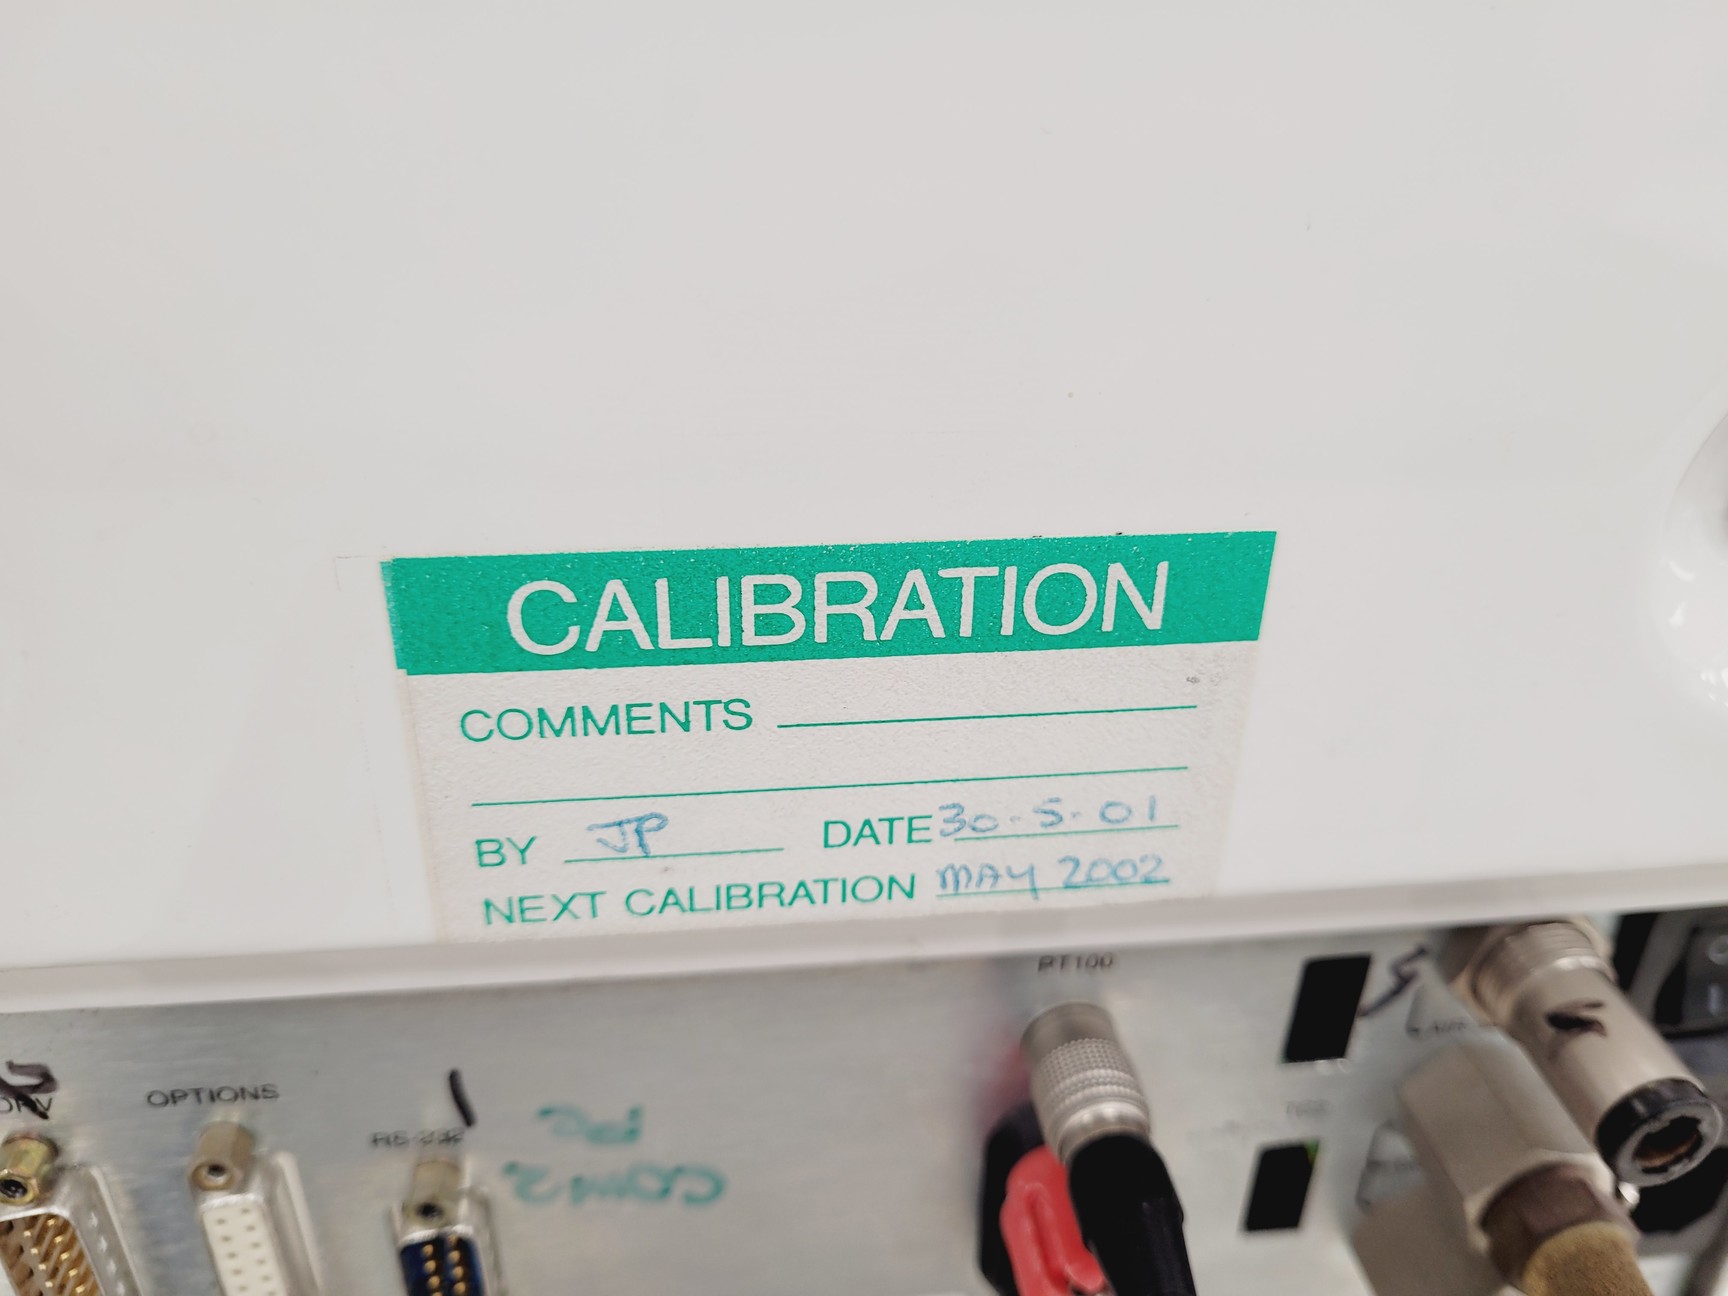 CALIBRATION
COMMENTS
BY JP DATE 30-5-01
NEXT CALIBRATION MAY 2002
PT100
OPTIONS
RS-232
PC
COM2